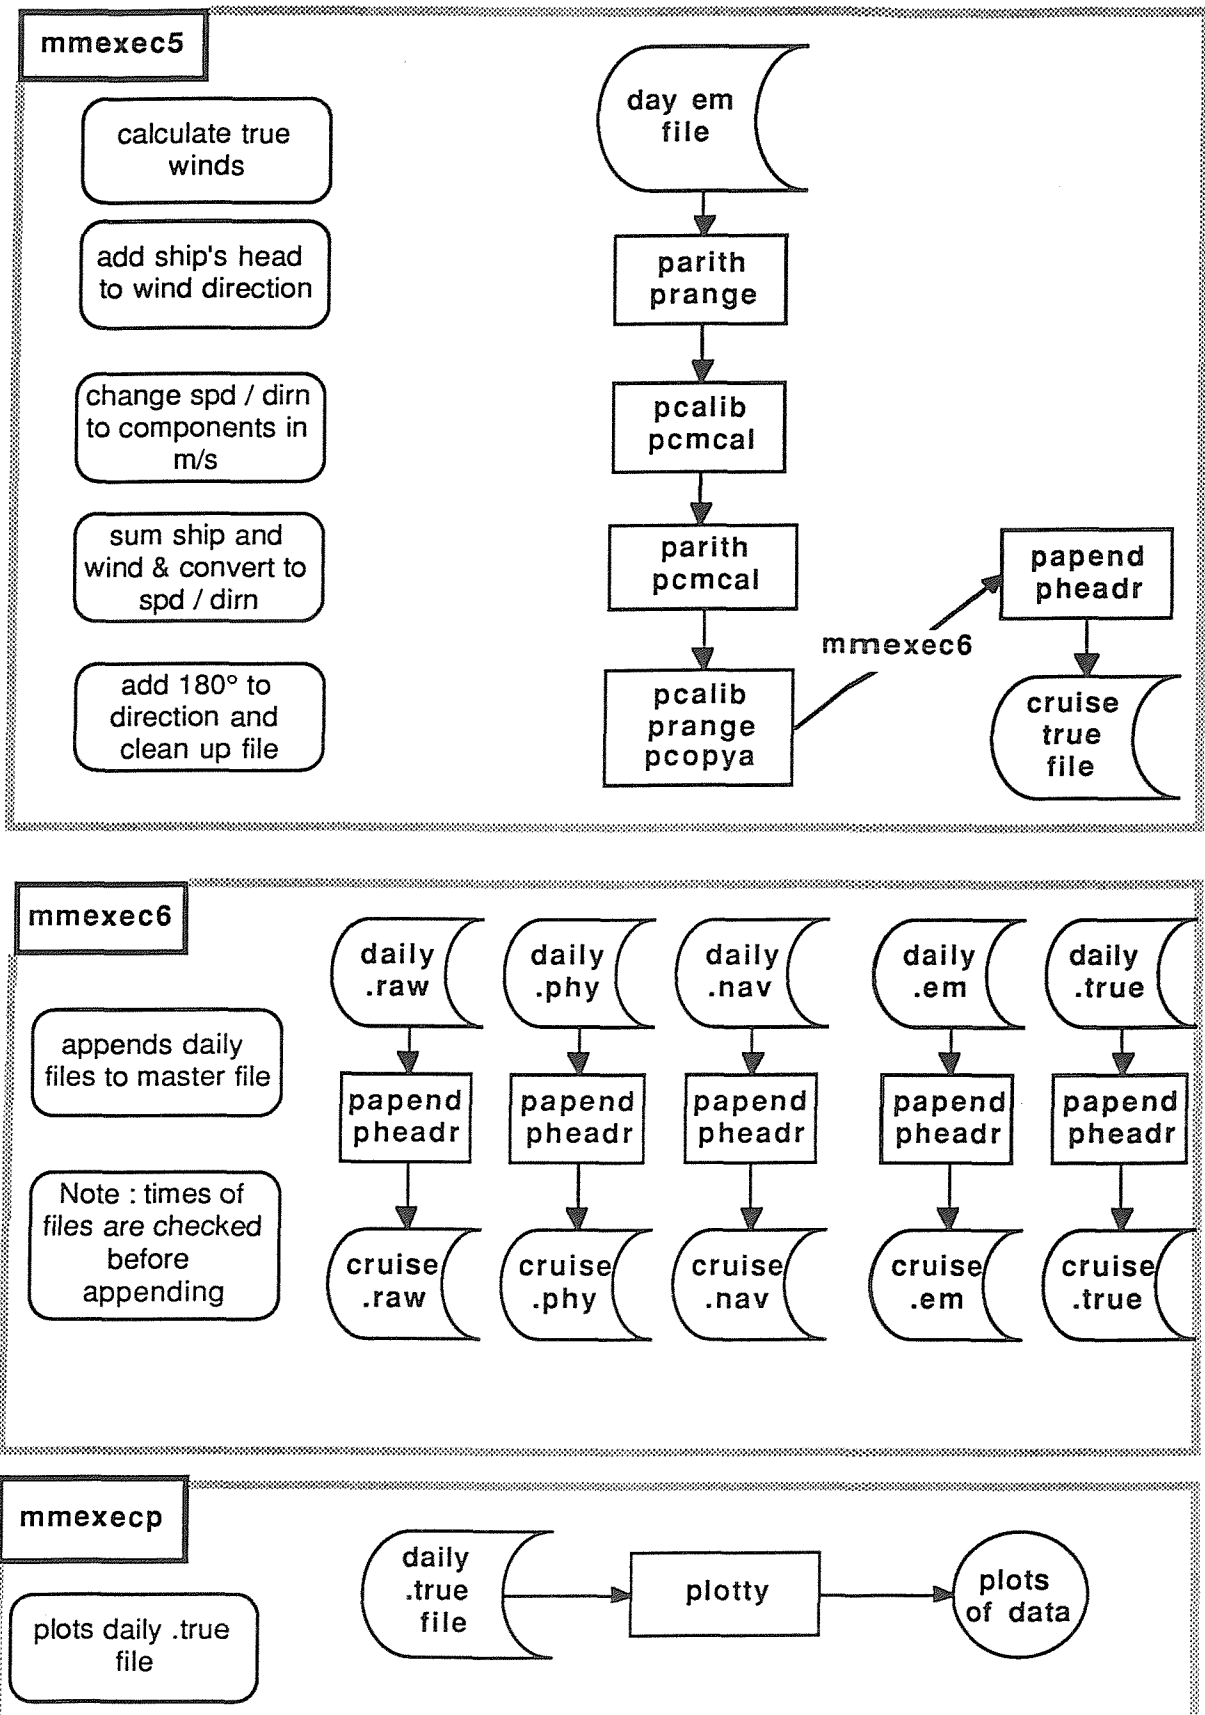 mmexec5
calculate true
winds
add ship's head
to wind direction
change spd / dirn
to components in
m/s
sum ship and
wind & convert to
spd / dirn
add 180° to
direction and
clean up file
day em
file
parith
prange
pcalib
pcmcal
parith
pcmcal
pcalib
prange
pcopya
mmexec6
papend
pheadr
cruise
true
file
mmexec6
appends daily
files to master file
Note : times of
files are checked
before
appending
daily
.raw
papend
pheadr
cruise
.raw
daily
.phy
papend
pheadr
cruise
.phy
daily
.nav
papend
pheadr
cruise
.nav
daily
.em
papend
pheadr
cruise
.em
daily
.true
papend
pheadr
cruise
.true
mmexecp
plots daily .true
file
daily
.true
file
plotty
plots
of data